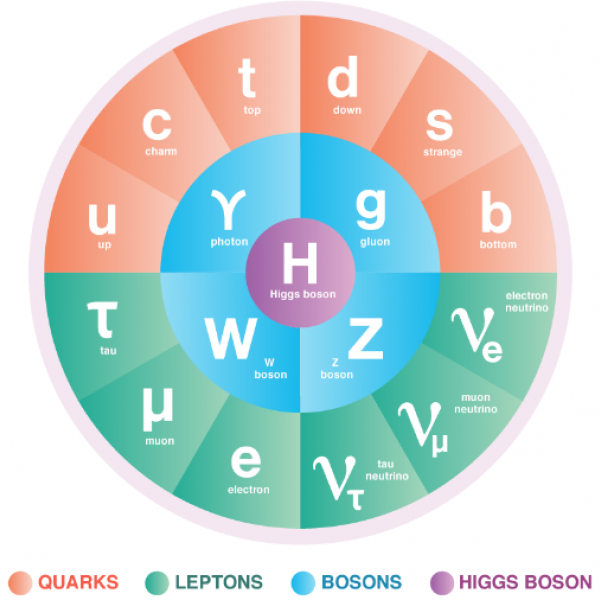 t
top
d
down
c
charm
s
strange
u
up
b
bottom
γ
photon
g
gluon
H
Higgs boson
W
W
boson
Z
Z
boson
τ
tau
μ
muon
e
electron
ντ
tau
neutrino
νμ
muon
neutrino
νe
electron
neutrino
QUARKS
LEPTONS
BOSONS
HIGGS BOSON